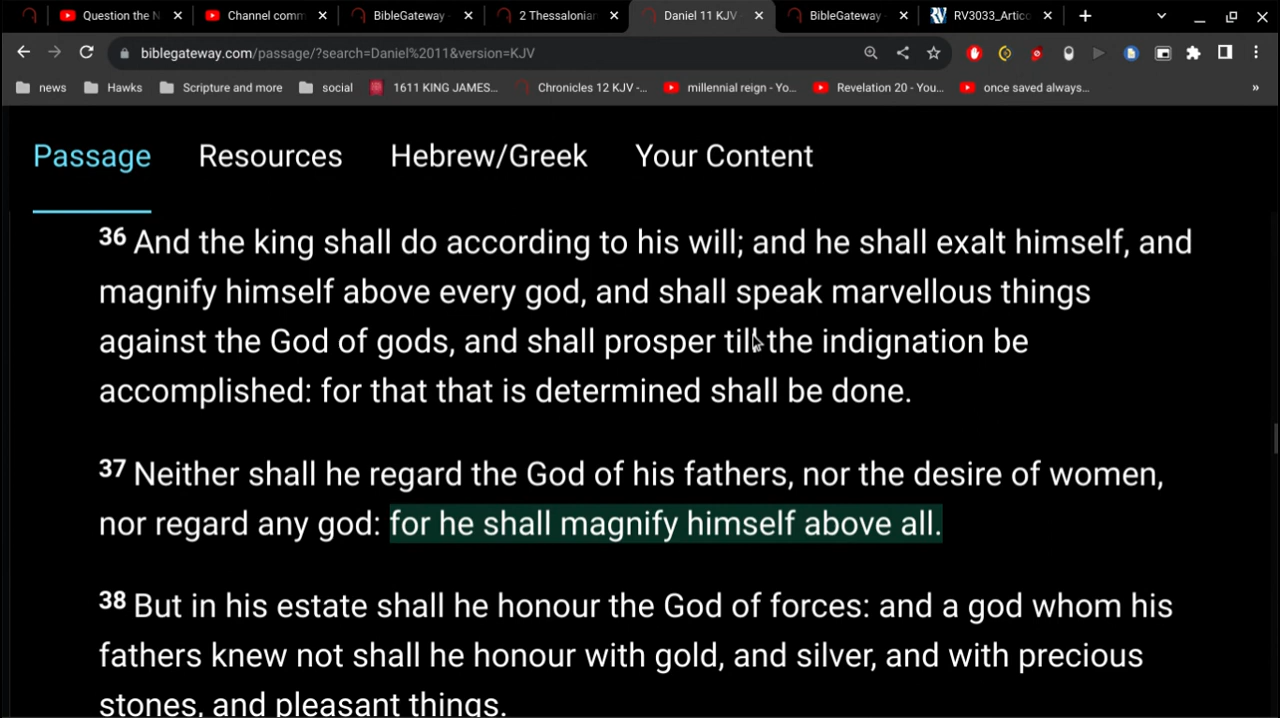 Question the N
Channel comm
BibleGateway -
2 Thessalonian
Daniel 11 KJV -
BibleGateway -
RV3033_Artico
biblegateway.com/passage/?search=Daniel%2011&version=KJV
news
Hawks
Scripture and more
social
1611 KING JAMES...
Chronicles 12 KJV -...
millennial reign - Yo...
Revelation 20 - You...
once saved always...
»
Passage
Resources
Hebrew/Greek
Your Content
36 And the king shall do according to his will; and he shall exalt himself, and
magnify himself above every god, and shall speak marvellous things
against the God of gods, and shall prosper till the indignation be
accomplished: for that that is determined shall be done.
37 Neither shall he regard the God of his fathers, nor the desire of women,
nor regard any god: for he shall magnify himself above all.
38 But in his estate shall he honour the God of forces: and a god whom his
fathers knew not shall he honour with gold, and silver, and with precious
stones, and pleasant things.